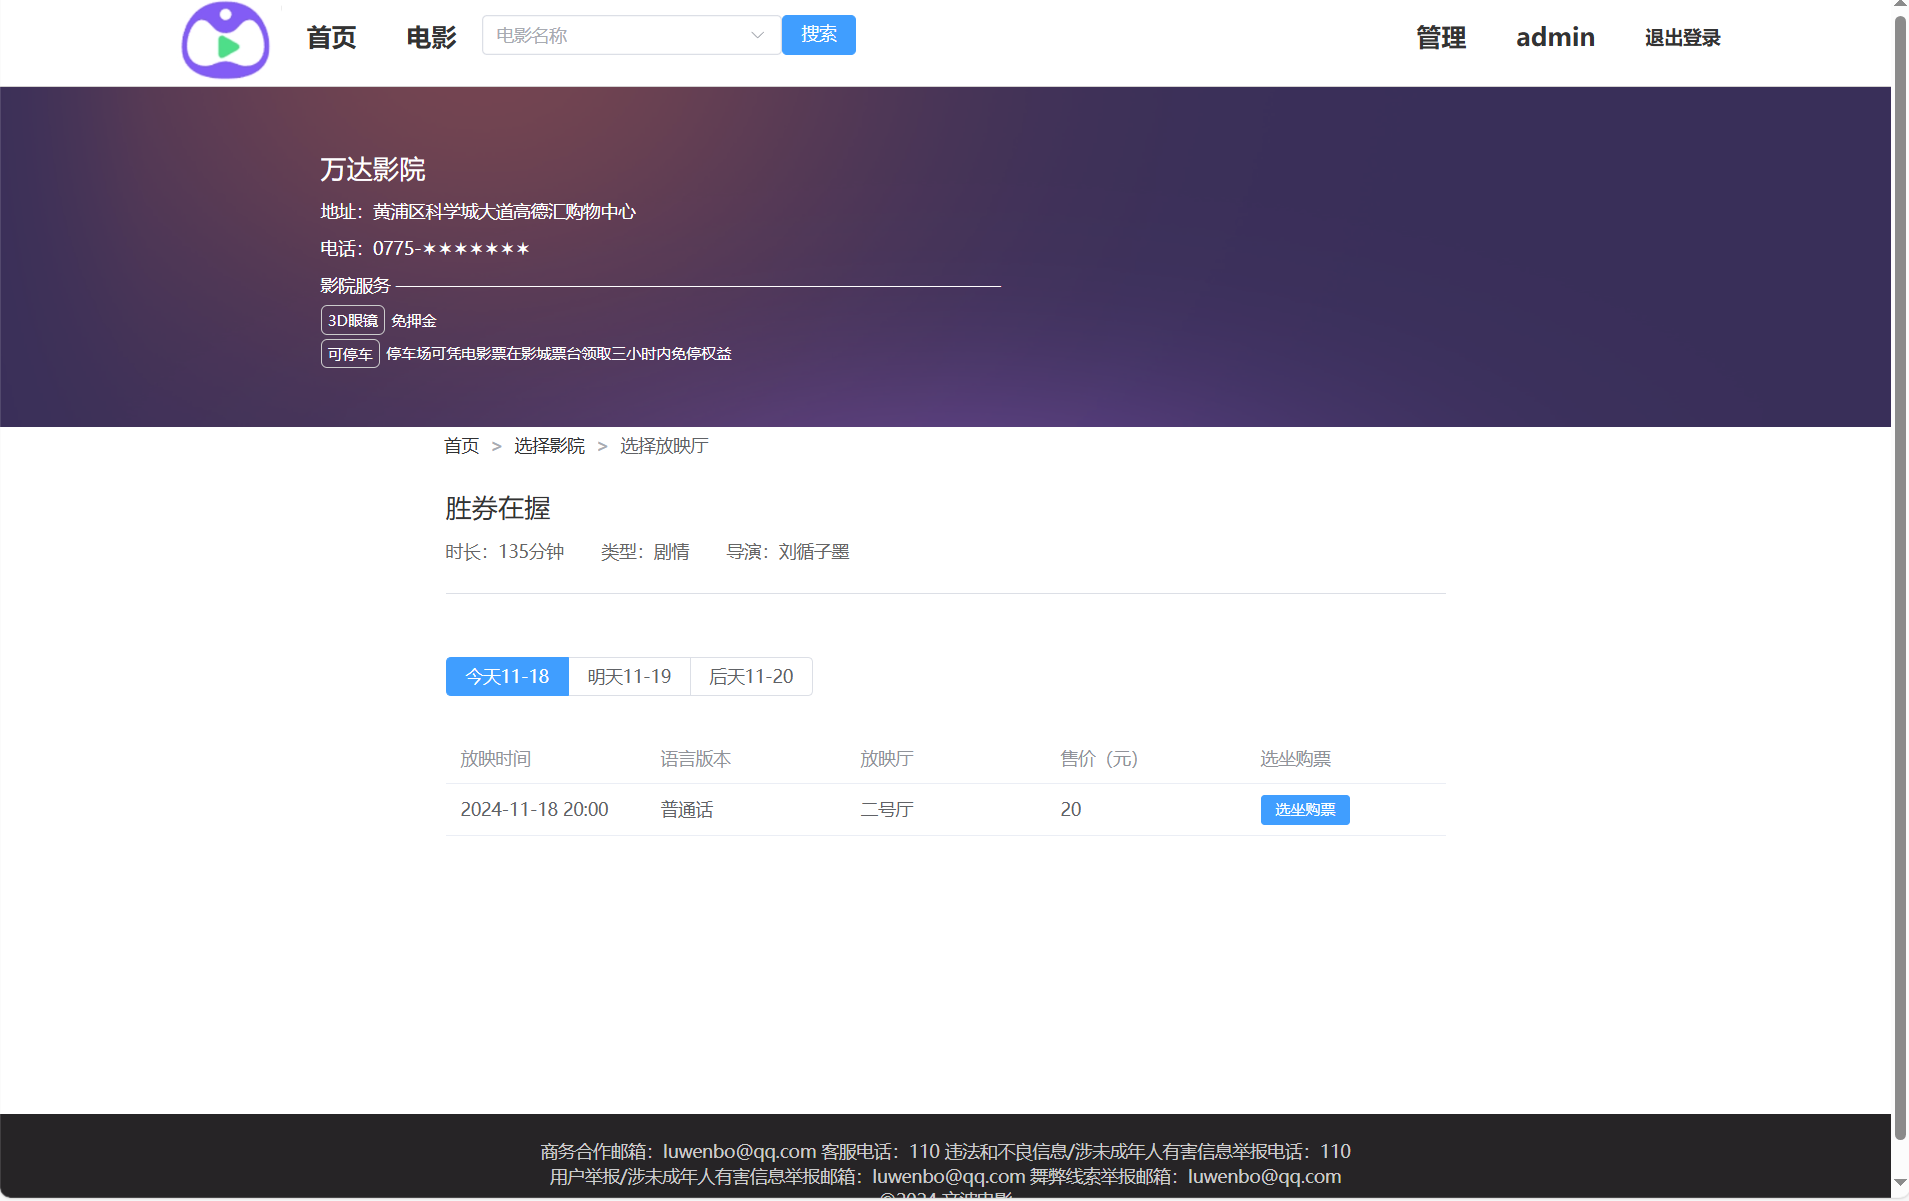 首页 电影 电影名称 搜索 管理 admin 退出登录
万达影院
地址：黄浦区科学城大道高德汇购物中心
电话：0775-✶✶✶✶✶✶✶
影院服务
3D眼镜 免押金
可停车 停车场可凭电影票在影城票台领取三小时内免停权益
首页 > 选择影院 > 选择放映厅
胜券在握
时长：135分钟 类型：剧情 导演：刘循子墨
今天11-18 明天11-19 后天11-20
放映时间 语言版本 放映厅 售价（元） 选坐购票
2024-11-18 20:00 普通话 二号厅 20 选坐购票
商务合作邮箱：luwenbo@qq.com 客服电话：110 违法和不良信息/涉未成年人有害信息举报电话：110
用户举报/涉未成年人有害信息举报邮箱：luwenbo@qq.com 舞弊线索举报邮箱：luwenbo@qq.com